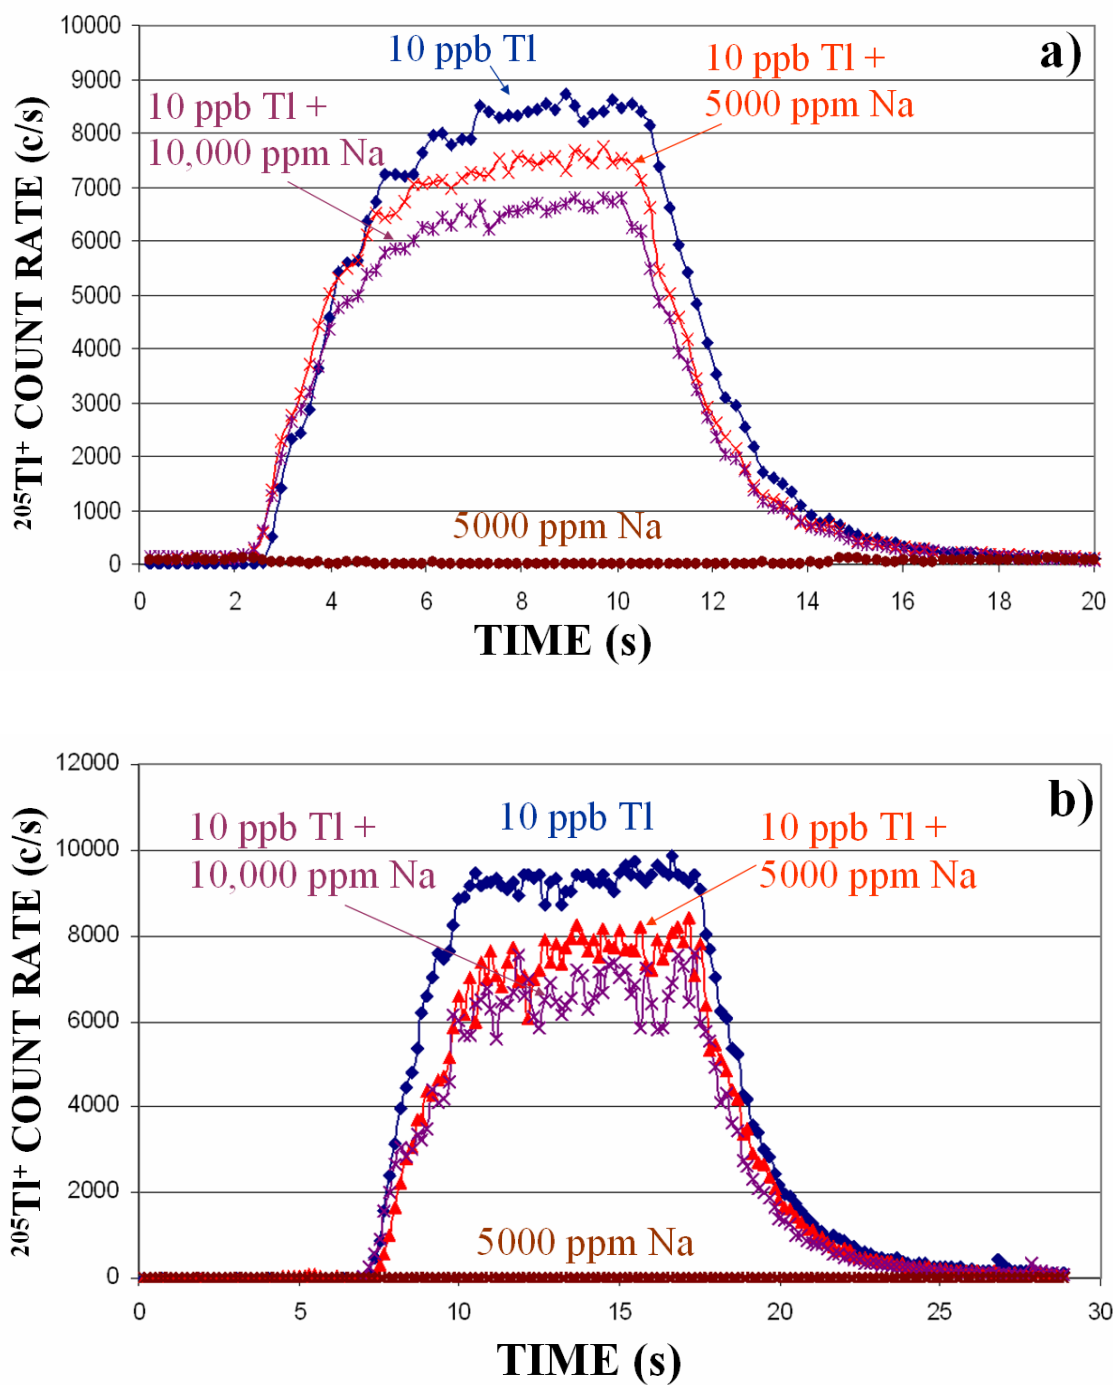 10000
9000
8000
7000
6000
5000
4000
3000
2000
1000
0
²⁰⁵Tl⁺ COUNT RATE (c/s)
10 ppb Tl
a)
10 ppb Tl +
5000 ppm Na
10 ppb Tl +
10,000 ppm Na
5000 ppm Na
0 2 4 6 8 10 12 14 16 18 20
TIME (s)
12000
10000
8000
6000
4000
2000
0
²⁰⁵Tl⁺ COUNT RATE (c/s)
b)
10 ppb Tl +
10,000 ppm Na
10 ppb Tl
10 ppb Tl +
5000 ppm Na
5000 ppm Na
0 5 10 15 20 25 30
TIME (s)